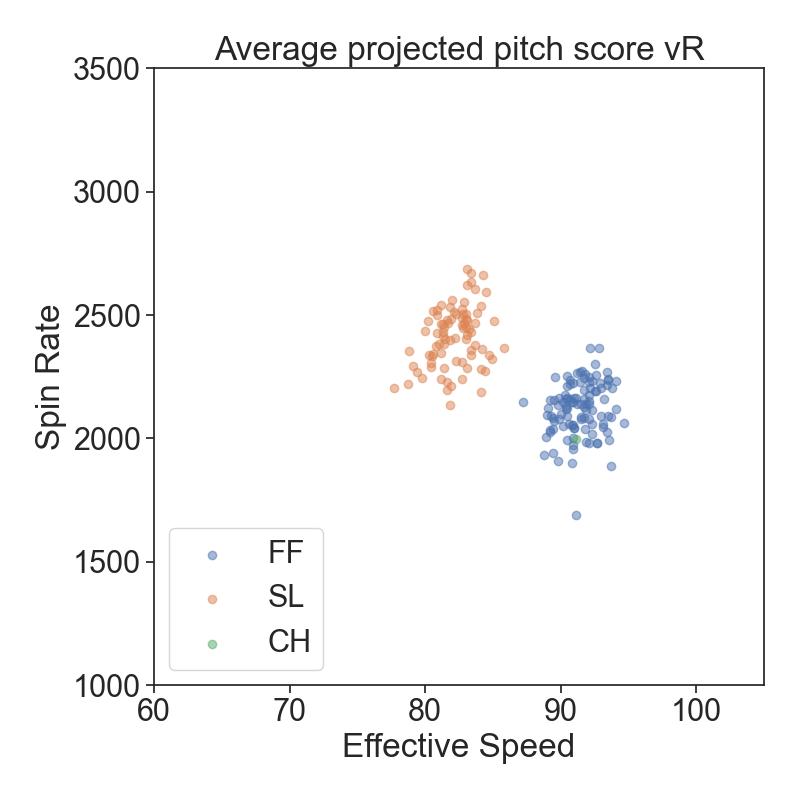 Average projected pitch score vR
3500
3000
2500
2000
1500
1000
Spin Rate
FF
SL
CH
60 70 80 90 100
Effective Speed